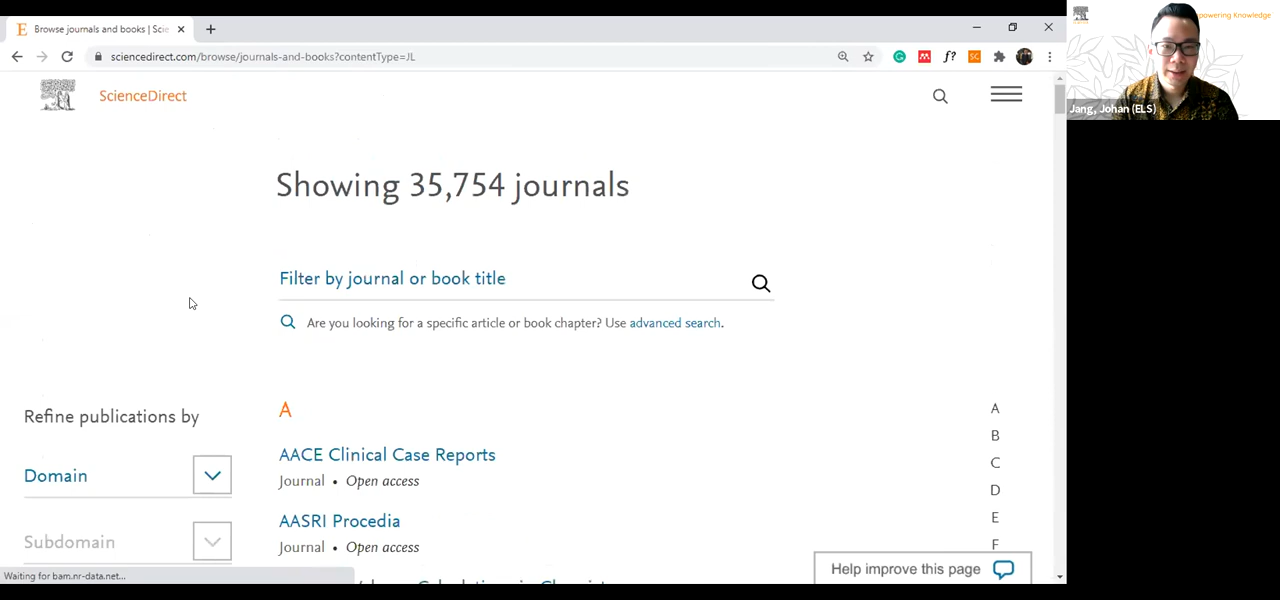 Browse journals and books | Scie
sciencedirect.com/browse/journals-and-books?contentType=JL
ScienceDirect
Showing 35,754 journals
Filter by journal or book title
Are you looking for a specific article or book chapter? Use advanced search.
Refine publications by
Domain
Subdomain
A
AACE Clinical Case Reports
Journal • Open access
AASRI Procedia
Journal • Open access
A
B
C
D
E
F
Help improve this page
Waiting for bam.nr-data.net...
powering Knowledge
Jang, Johan (ELS)